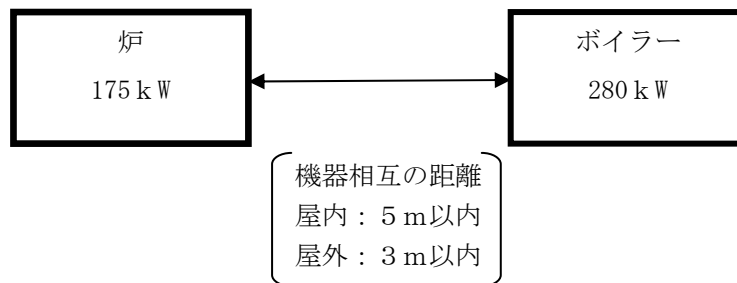 炉
175ｋW
ボイラー
280ｋW
機器相互の距離
屋内：５ｍ以内
屋外：３ｍ以内